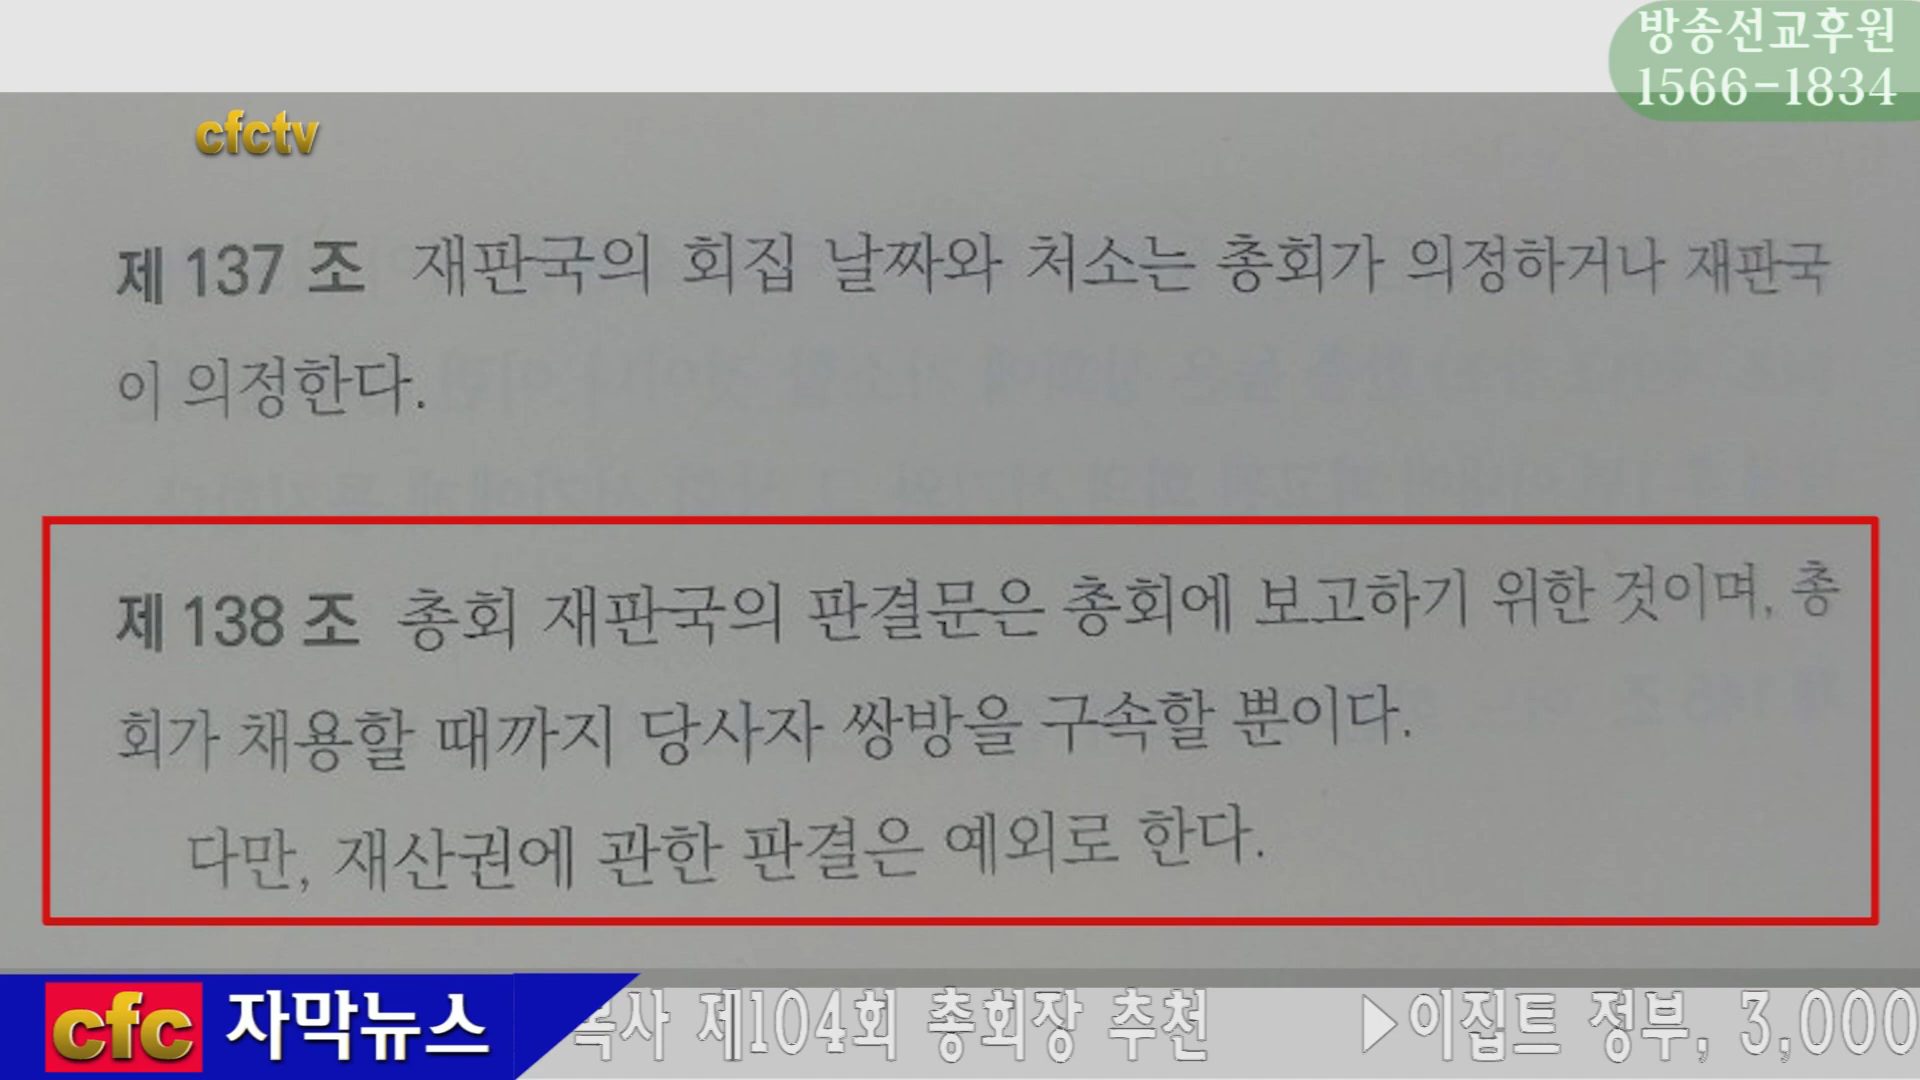 방송선교후원
1566-1834
cfctv
제 137 조 재판국의 회집 날짜와 처소는 총회가 의정하거나 재판국
이 의정한다.
제 138 조 총회 재판국의 판결문은 총회에 보고하기 위한 것이며, 총
회가 채용할 때까지 당사자 쌍방을 구속할 뿐이다.
다만, 재산권에 관한 판결은 예외로 한다.
cfc 자막뉴스 목사 제104회 총회장 추천 ▶이집트 정부, 3,000